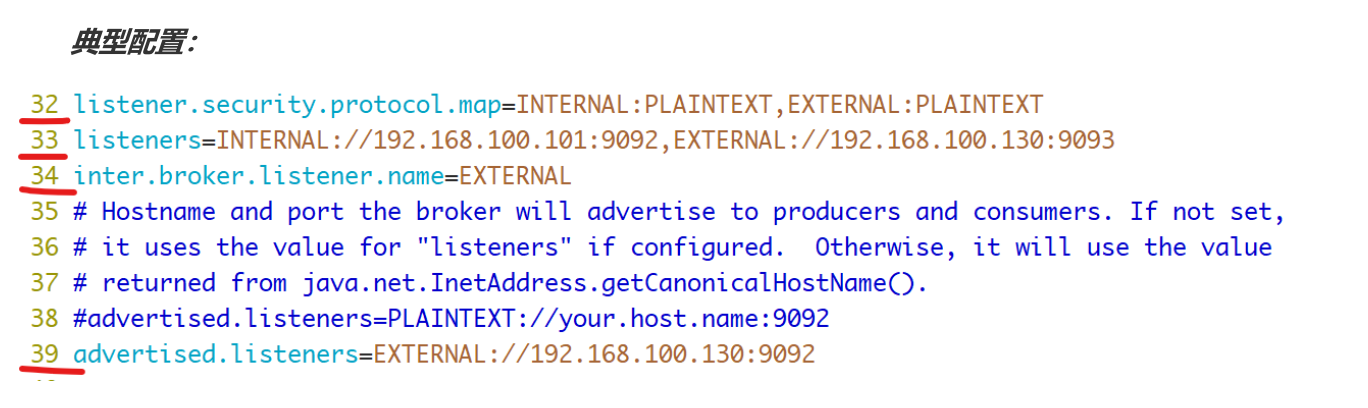 典型配置：
32 listener.security.protocol.map=INTERNAL:PLAINTEXT,EXTERNAL:PLAINTEXT
33 listeners=INTERNAL://192.168.100.101:9092,EXTERNAL://192.168.100.130:9093
34 inter.broker.listener.name=EXTERNAL
35 # Hostname and port the broker will advertise to producers and consumers. If not set,
36 # it uses the value for "listeners" if configured.  Otherwise, it will use the value
37 # returned from java.net.InetAddress.getCanonicalHostName().
38 #advertised.listeners=PLAINTEXT://your.host.name:9092
39 advertised.listeners=EXTERNAL://192.168.100.130:9092